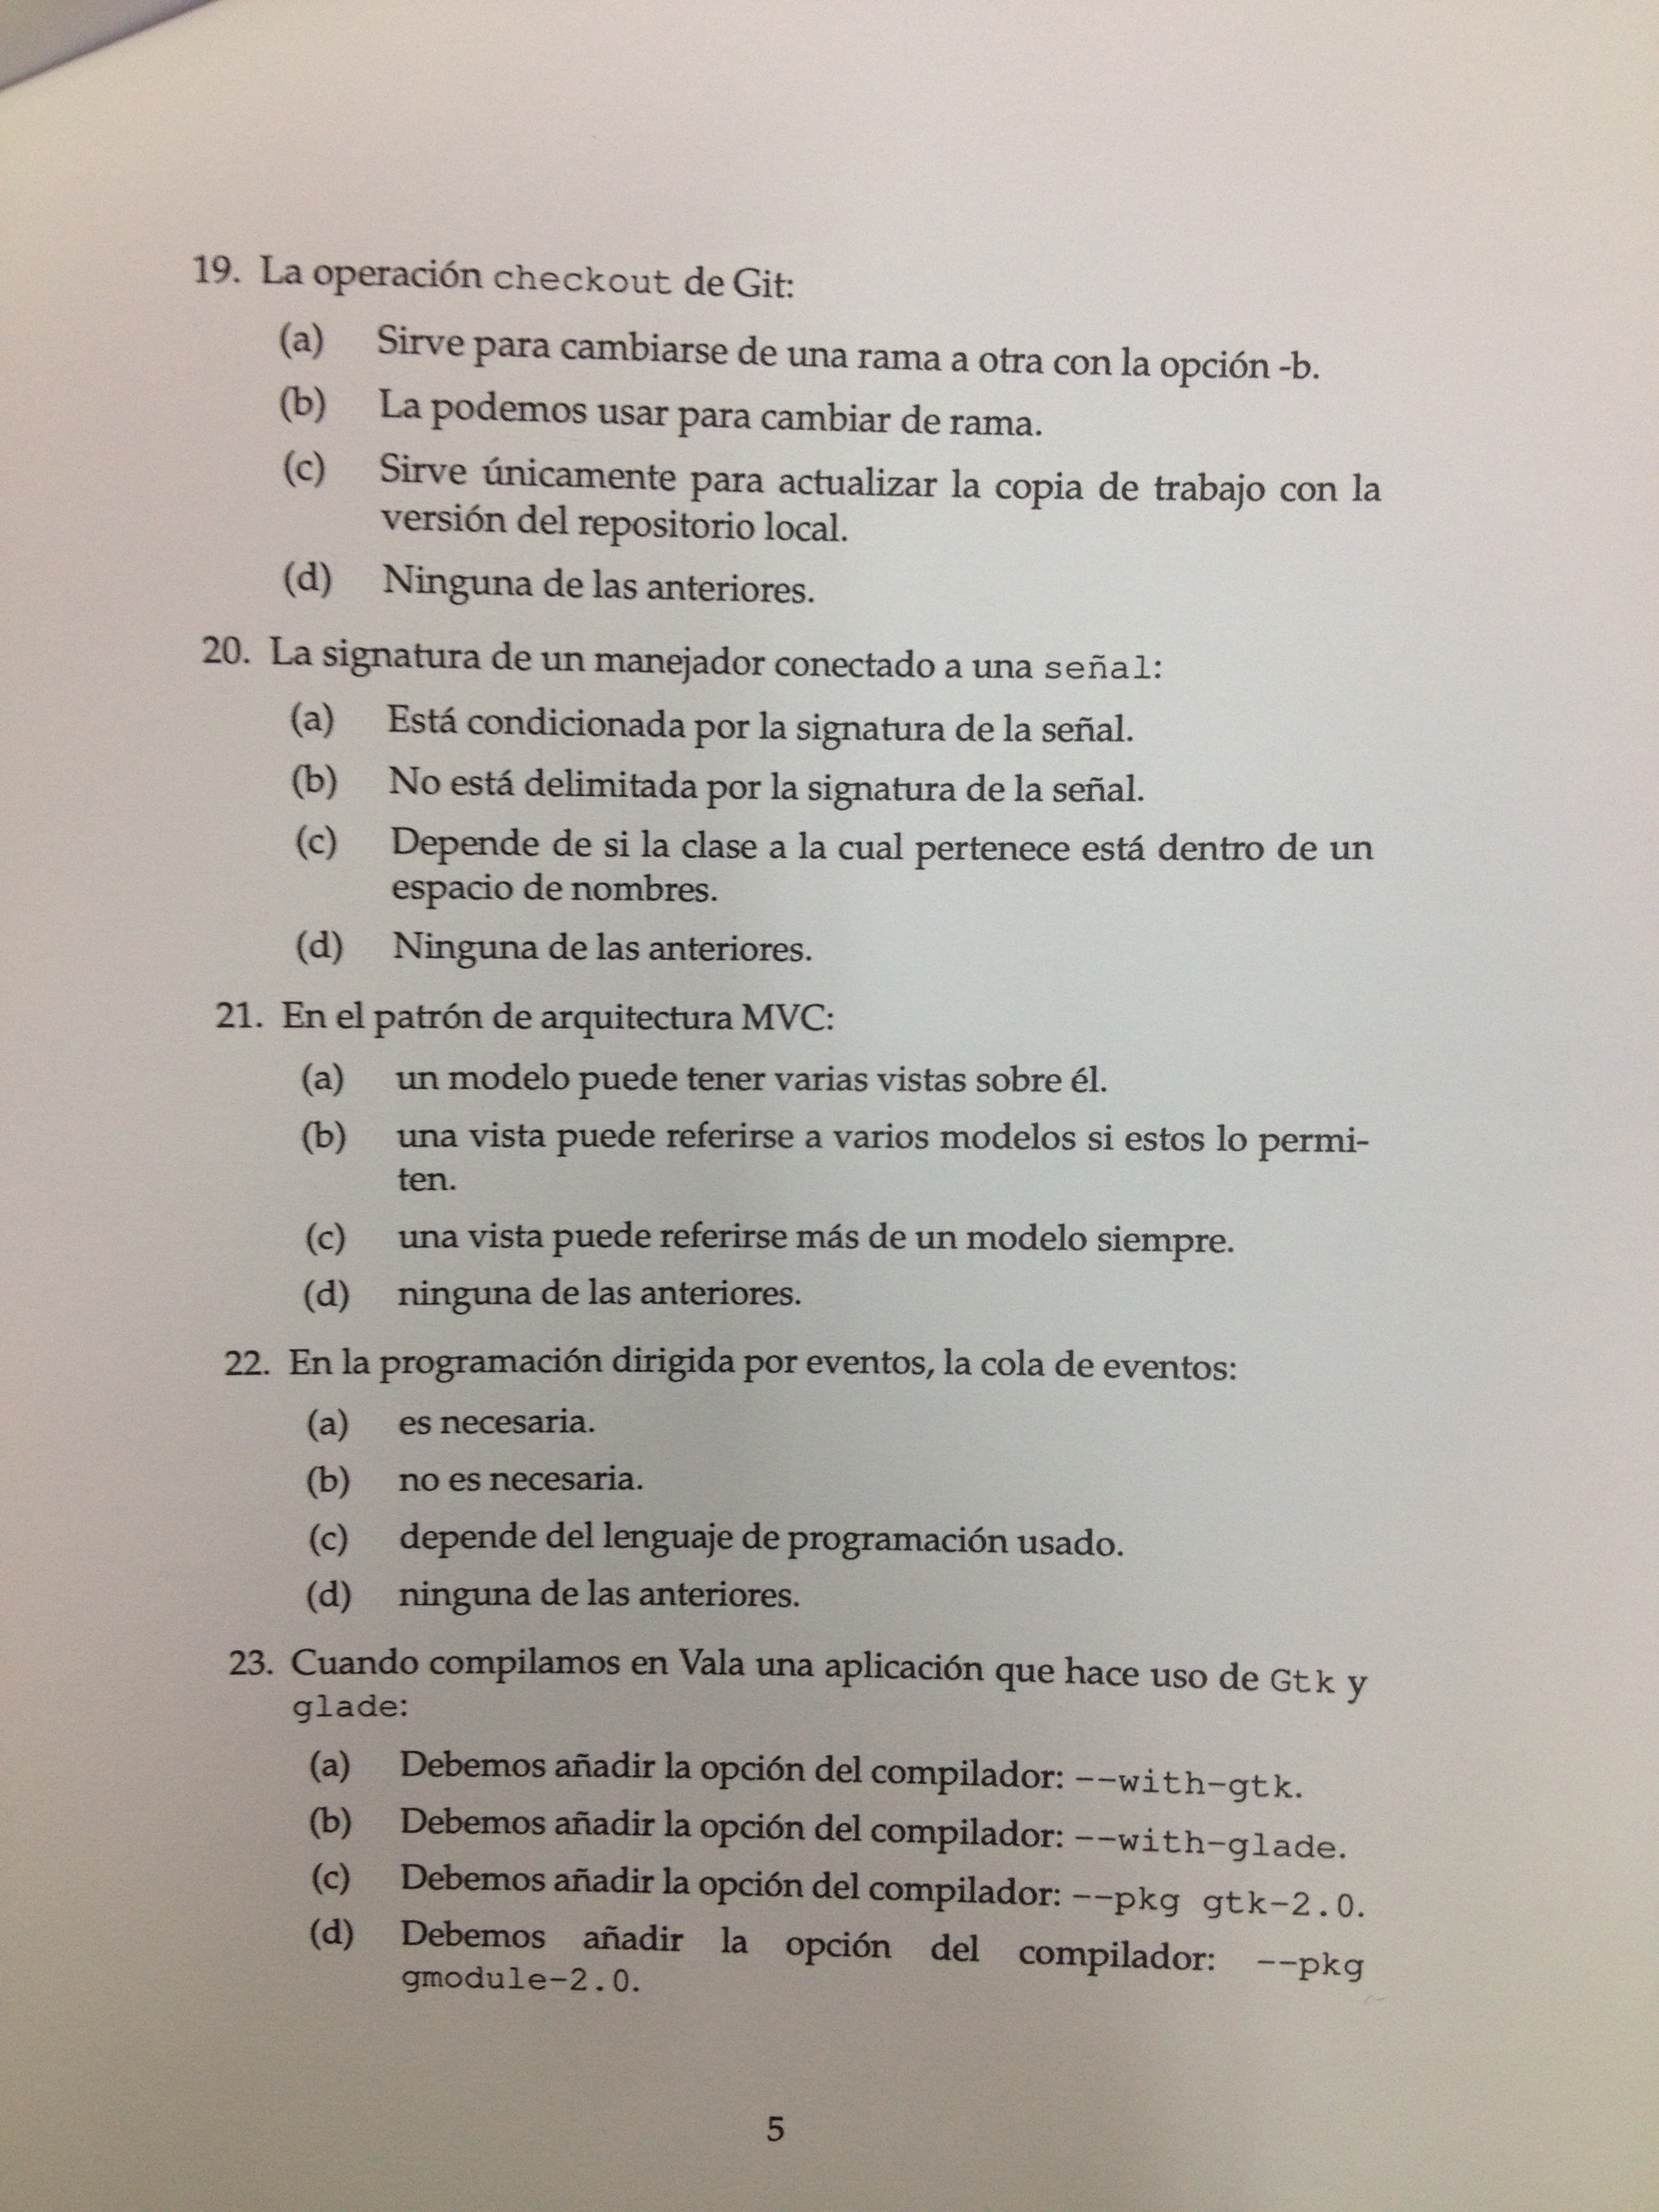 19. La operación checkout de Git:
(a) Sirve para cambiarse de una rama a otra con la opción -b.
(b) La podemos usar para cambiar de rama.
(c) Sirve únicamente para actualizar la copia de trabajo con la
versión del repositorio local.
(d) Ninguna de las anteriores.
20. La signatura de un manejador conectado a una señal:
(a) Está condicionada por la signatura de la señal.
(b) No está delimitada por la signatura de la señal.
(c) Depende de si la clase a la cual pertenece está dentro de un
espacio de nombres.
(d) Ninguna de las anteriores.
21. En el patrón de arquitectura MVC:
(a) un modelo puede tener varias vistas sobre él.
(b) una vista puede referirse a varios modelos si estos lo permi-
ten.
(c) una vista puede referirse más de un modelo siempre.
(d) ninguna de las anteriores.
22. En la programación dirigida por eventos, la cola de eventos:
(a) es necesaria.
(b) no es necesaria.
(c) depende del lenguaje de programación usado.
(d) ninguna de las anteriores.
23. Cuando compilamos en Vala una aplicación que hace uso de Gtk y
glade:
(a) Debemos añadir la opción del compilador: --with-gtk.
(b) Debemos añadir la opción del compilador: --with-glade.
(c) Debemos añadir la opción del compilador: --pkg gtk-2.0.
(d) Debemos añadir la opción del compilador: --pkg
gmodule-2.0.
5